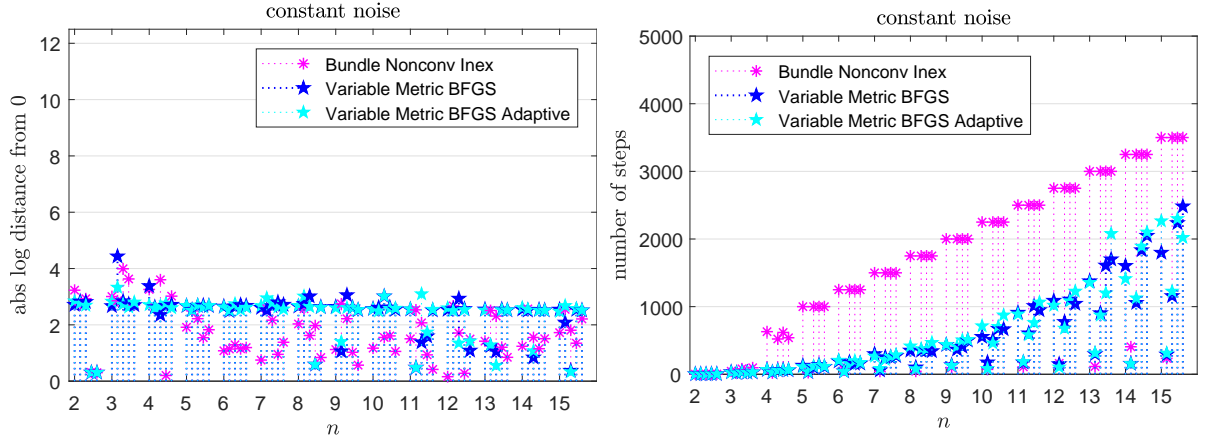 constant noise
abs log distance from 0
12
10
8
6
4
2
0
Bundle Nonconv Inex
Variable Metric BFGS
Variable Metric BFGS Adaptive
2 3 4 5 6 7 8 9 10 11 12 13 14 15
n
constant noise
number of steps
5000
4000
3000
2000
1000
0
Bundle Nonconv Inex
Variable Metric BFGS
Variable Metric BFGS Adaptive
2 3 4 5 6 7 8 9 10 11 12 13 14 15
n